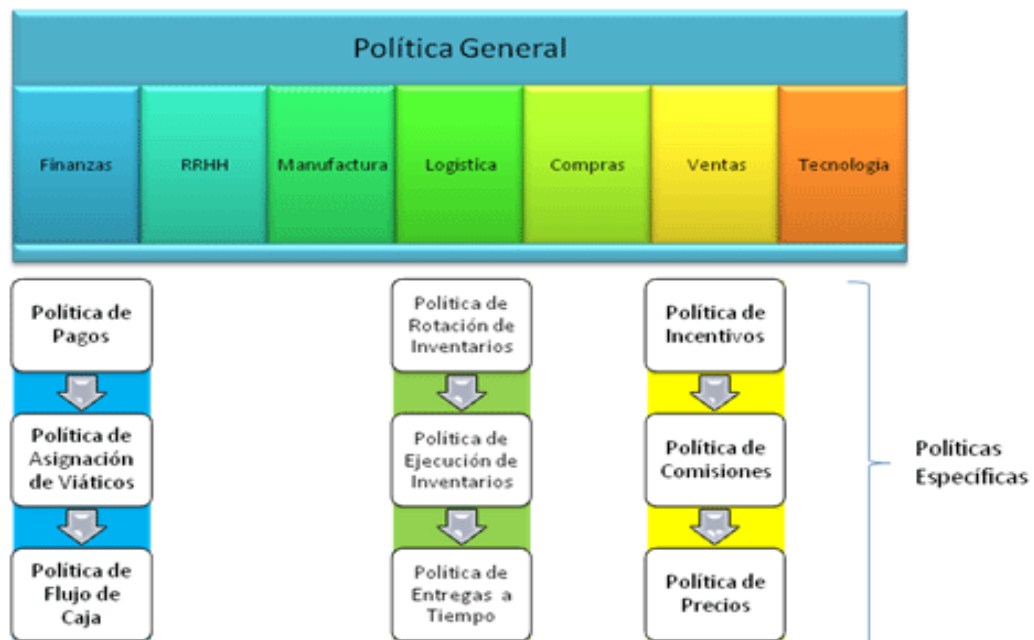 Política General
Finanzas
RRHH
Manufactura
Logistica
Compras
Ventas
Tecnologia
Política de
Pagos
Política de
Asignación
de Viáticos
Política de
Flujo de
Caja
Politica de
Rotación de
Inventarios
Política de
Ejecución de
Inventarios
Política de
Entregas a
Tiempo
Política de
Incentivos
Política de
Comisiones
Política de
Precios
Políticas
Específicas